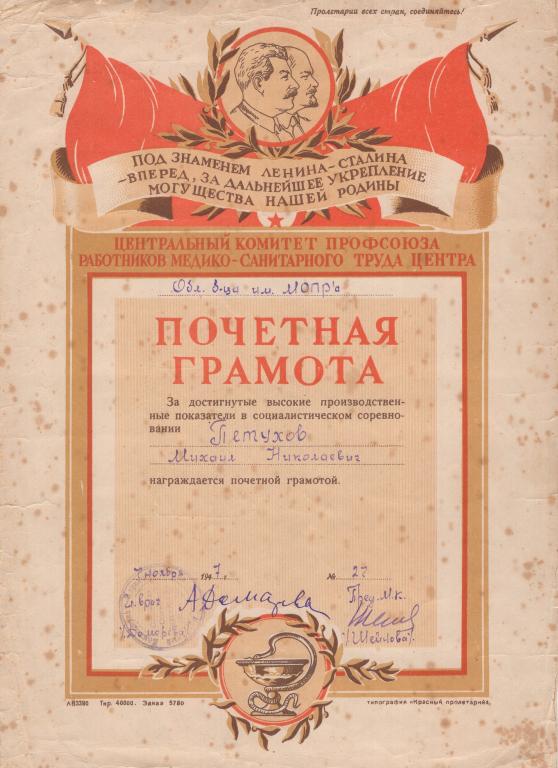 Пролетарии всех стран, соединяйтесь!
ПОД ЗНАМЕНЕМ ЛЕНИНА-СТАЛИНА
-ВПЕРЕД, ЗА ДАЛЬНЕЙШЕЕ УКРЕПЛЕНИЕ
МОГУЩЕСТВА НАШЕЙ РОДИНЫ
ЦЕНТРАЛЬНЫЙ КОМИТЕТ ПРОФСОЮЗА
РАБОТНИКОВ МЕДИКО-САНИТАРНОГО ТРУДА ЦЕНТРА
Обл. б-ца им. МОПР'а
ПОЧЕТНАЯ
ГРАМОТА
За достигнутые высокие производствен-
ные показатели в социалистическом соревно-
вании Петухов
Михаил Николаевич
награждается почетной грамотой.
7 ноября 1947 г. № 27
Гл. врач Пред. М.К.
ЛВ3390 Тир. 40000. Заказ 5780 типография «Красный пролетарий»